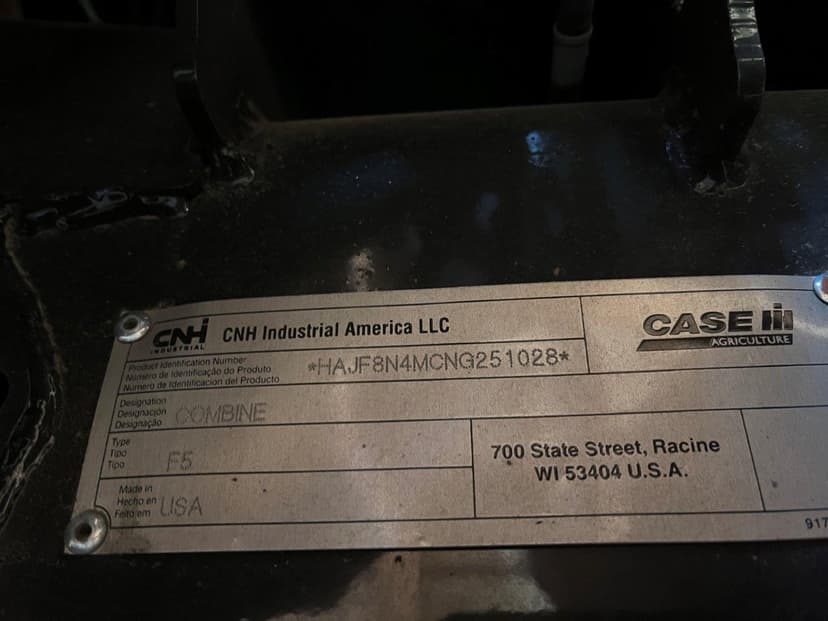 CNH
INDUSTRIAL
CNH Industrial America LLC
CASE IH
AGRICULTURE
Product Identification Number
Número de Identificação do Produto
Número de Identificacion del Producto
*HAJF8N4MCNG251028*
Designation
Designación
Designação
COMBINE
Type
Tipo
Tipo
F5
700 State Street, Racine
WI 53404 U.S.A.
Made in
Hecho en
Feito em
USA
917